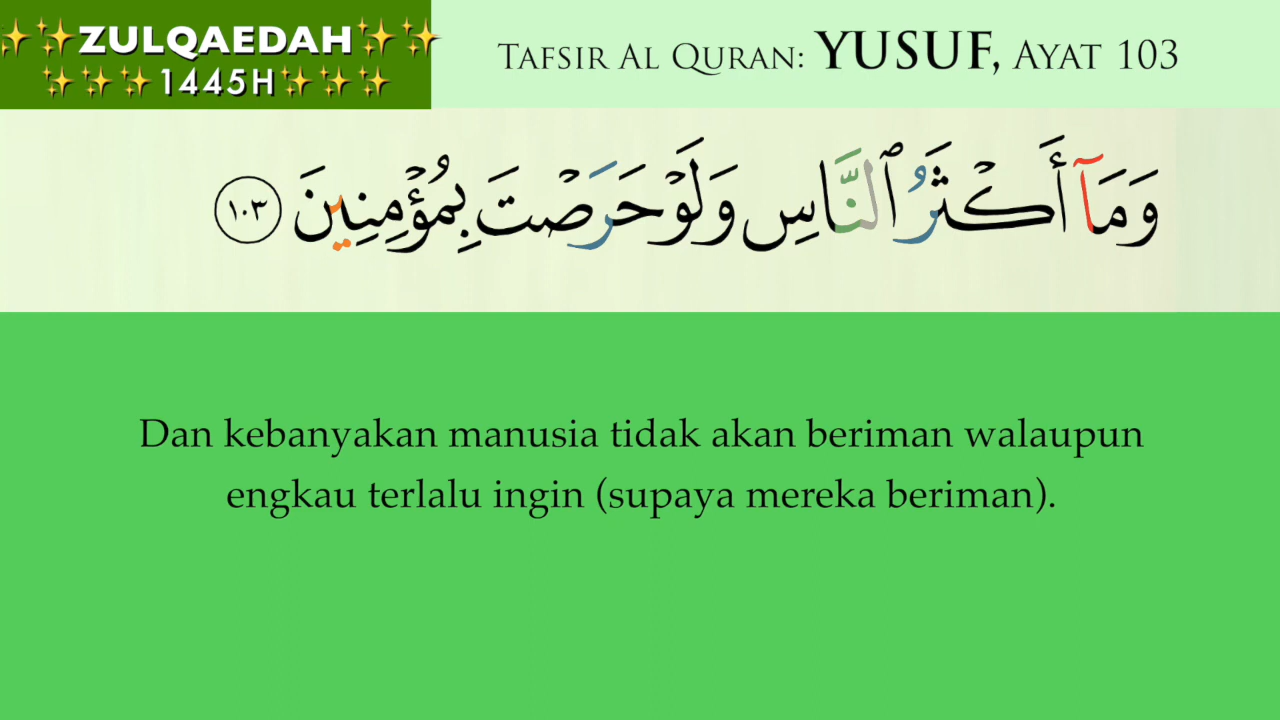 ✨✨ZULQAEDAH✨✨
✨✨✨1445H✨✨✨
TAFSIR AL QURAN: YUSUF, AYAT 103
وَمَآ أَكْثَرُ ٱلنَّاسِ وَلَوْ حَرَصْتَ بِمُؤْمِنِينَ ١٠٣
Dan kebanyakan manusia tidak akan beriman walaupun
engkau terlalu ingin (supaya mereka beriman).